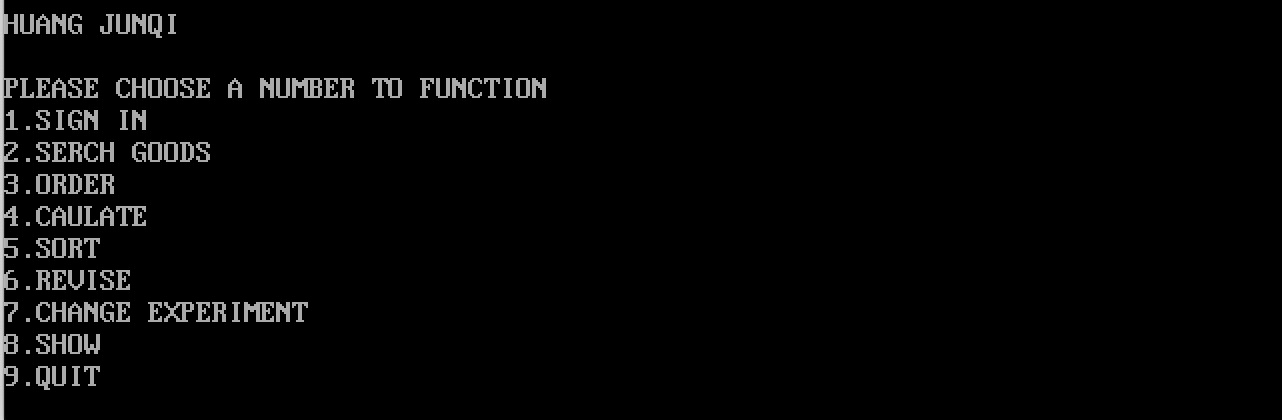 HUANG JUNQI
PLEASE CHOOSE A NUMBER TO FUNCTION
1.SIGN IN
2.SERCH GOODS
3.ORDER
4.CAULATE
5.SORT
6.REVISE
7.CHANGE EXPERIMENT
8.SHOW
9.QUIT